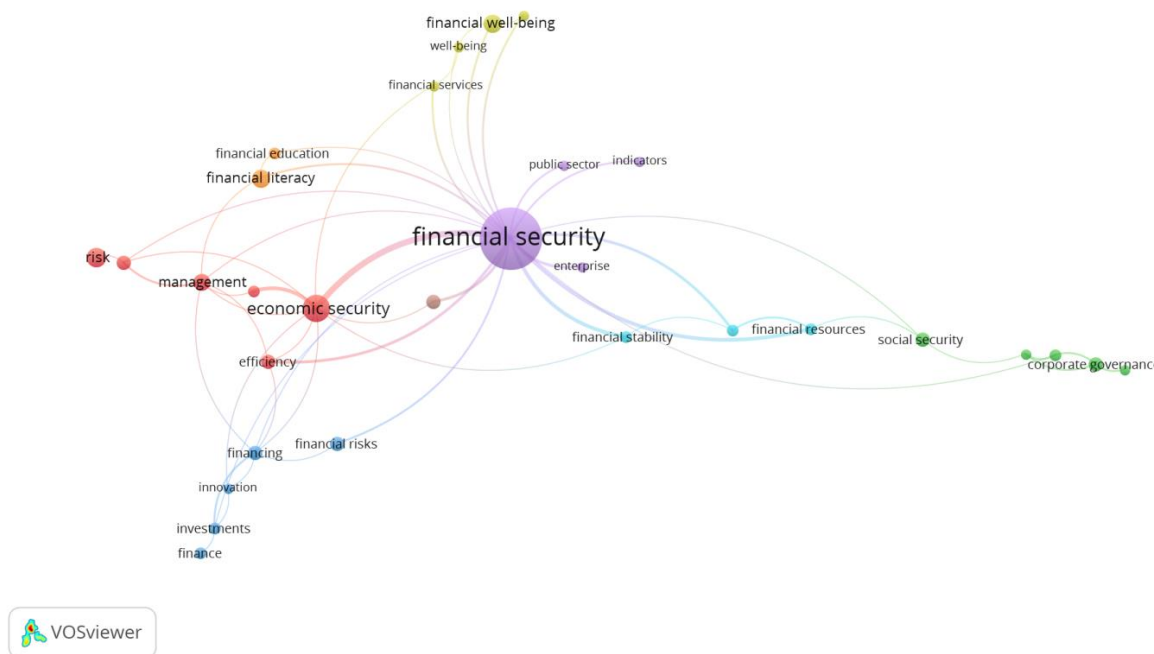 financial well-being
well-being
financial services
financial education
financial literacy
public sector
indicators
financial security
risk
management
enterprise
economic security
financial stability
financial resources
social security
efficiency
corporate governance
financial risks
financing
innovation
investments
finance
VOSviewer